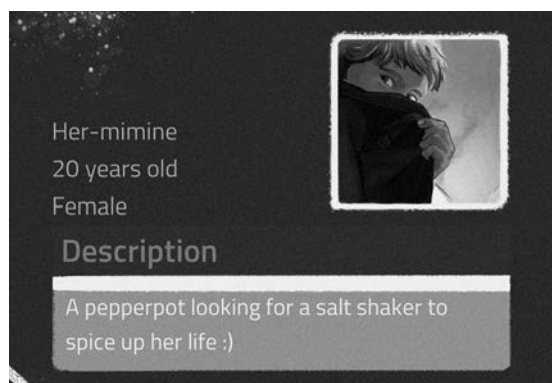 Her-mimine
20 years old
Female
Description
A pepperpot looking for a salt shaker to
spice up her life :)